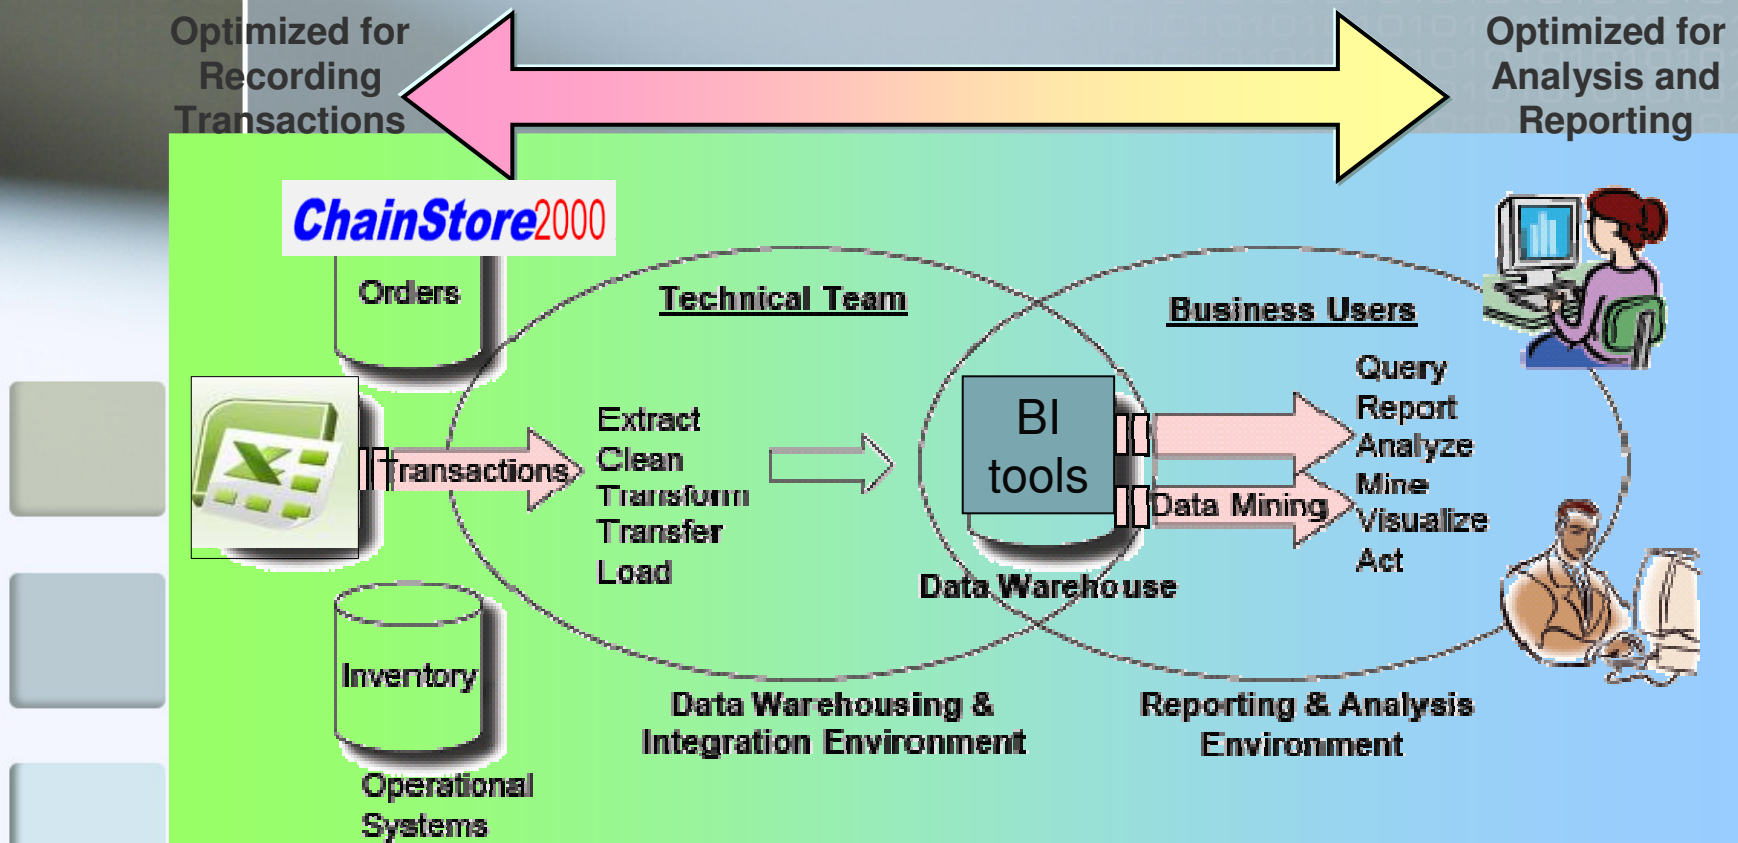 Optimized for
Recording
Transactions
Optimized for
Analysis and
Reporting
ChainStore2000
Orders
Technical Team
Business Users
Transactions
Extract
Clean
Transform
Transfer
Load
BI
tools
Data Warehouse
Data Mining
Query
Report
Analyze
Mine
Visualize
Act
Inventory
Data Warehousing &
Integration Environment
Reporting & Analysis
Environment
Operational
Systems